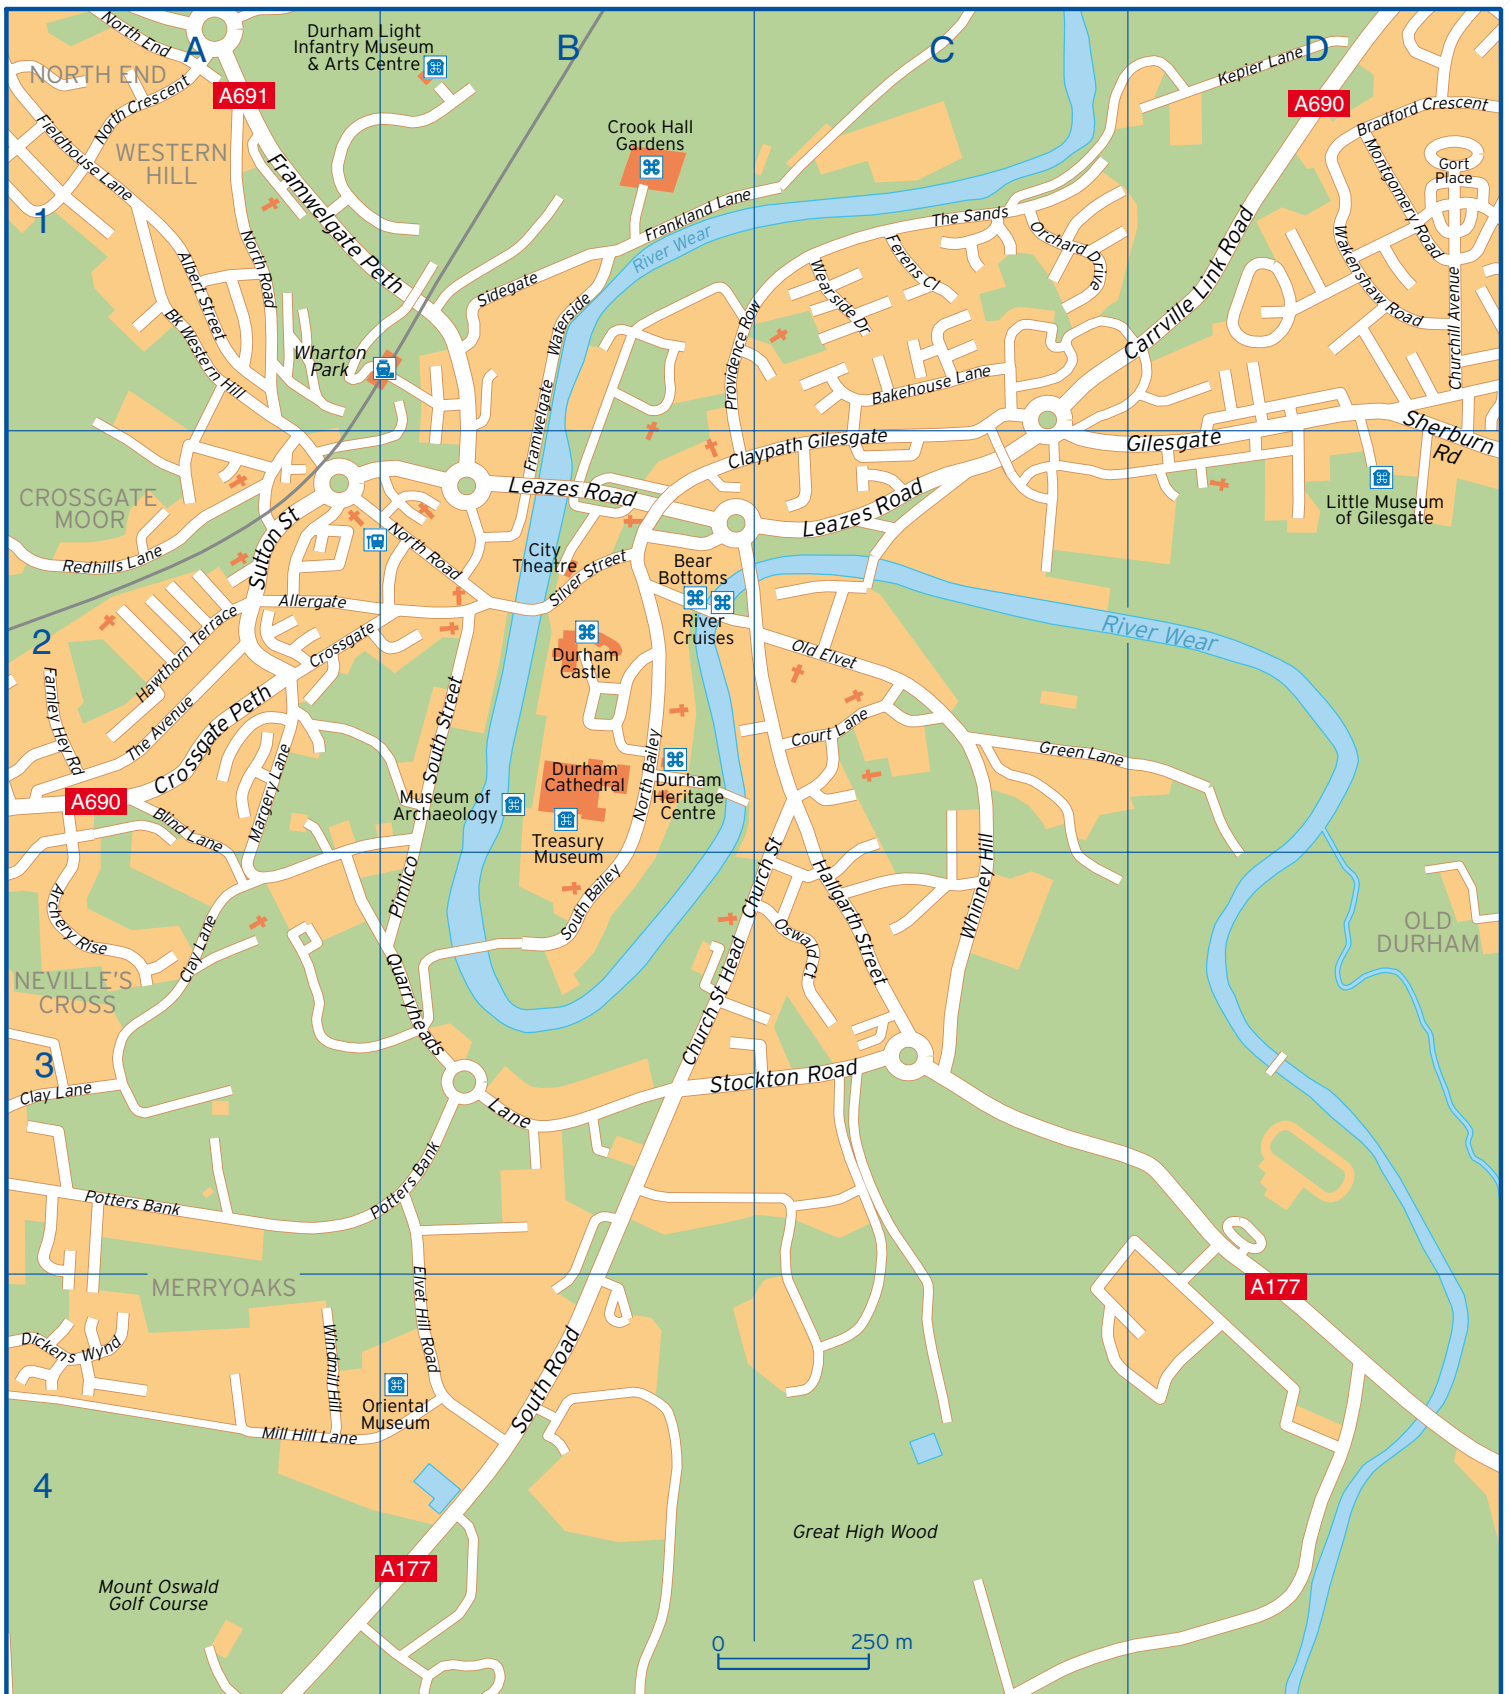 A
B
C
D
1
2
3
4
North End
NORTH END
A691
North Crescent
Fieldhouse Lane
WESTERN
HILL
Durham Light
Infantry Museum
& Arts Centre
Crook Hall
Gardens
Framwelgate Peth
North Road
Albert Street
Bk Western Hill
Wharton
Park
Sidegate
Frankland Lane
River Wear
Waterside
Framwelgate
Providence Row
The Sands
Ferens Cl
Wearside Dr
Orchard Drive
Bakehouse Lane
Kepier Lane
A690
Bradford Crescent
Montgomery Road
Gort
Place
Wakenshaw Road
Churchill Avenue
Carrville Link Road
Claypath Gilesgate
Gilesgate
Sherburn
Rd
Little Museum
of Gilesgate
CROSSGATE
MOOR
Redhills Lane
Sutton St
North Road
Leazes Road
Leazes Road
City
Theatre
Silver Street
Bear
Bottoms
River
Cruises
River Wear
Allergate
Crossgate
Hawthorn Terrace
The Avenue
Crossgate Peth
Farnley Hey Rd
A690
Blind Lane
Margery Lane
South Street
Durham
Castle
Old Elvet
Court Lane
Green Lane
Durham
Cathedral
North Bailey
Durham
Heritage
Centre
Museum of
Archaeology
Treasury
Museum
South Bailey
Pimlico
Church St
Hallgarth Street
Whinney Hill
Oswald Ct
Archery Rise
Clay Lane
NEVILLE'S
CROSS
Quarryheads
Lane
Church St Head
OLD
DURHAM
Clay Lane
Stockton Road
Potters Bank
Potters Bank
MERRYOAKS
Dickens Wynd
Windmill Hill
Elvet Hill Road
Oriental
Museum
Mill Hill Lane
South Road
A177
A177
Great High Wood
Mount Oswald
Golf Course
0
250 m